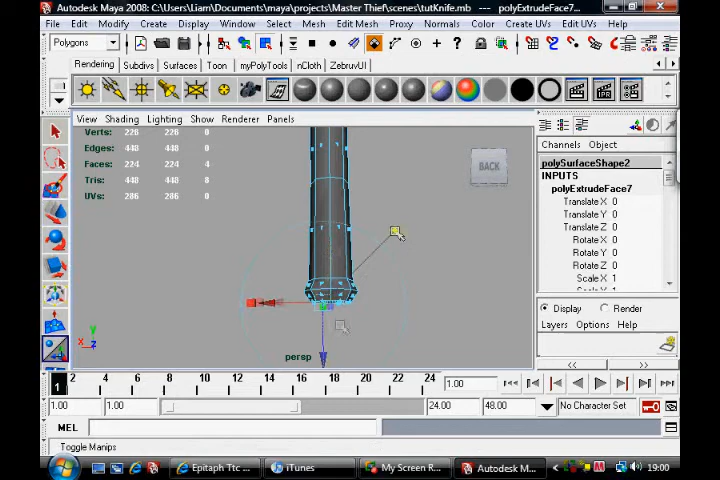 Autodesk Maya 2008: C:\Users\Liam\Documents\maya\projects\Master Thief\scenes\tutKnife.mb --- polyExtrudeFace7...
Edit Modify Create Display Window Select Mesh Edit Mesh Proxy Normals Color Create UVs Edit UVs Help
Polygons
Rendering Subdivs Surfaces Toon myPolyTools nCloth ZebruvUI
IPR
View Shading Lighting Show Renderer Panels
Channels Object
Verts: 226 226 0
Edges: 448 448 0
Faces: 224 224 4
Tris: 448 448 8
UVs: 286 286 0
BACK
polySurfaceShape2
INPUTS
polyExtrudeFace7
Translate X 0
Translate Y 0
Translate Z 0
Rotate X 0
Rotate Y 0
Rotate Z 0
Scale X 1
Display Render
Layers Options Help
y
x z
persp
1 2 4 6 8 10 12 14 16 18 20 22 24 1.00
1.00 1.00 24.00 48.00 No Character Set
MEL
Toggle Manips
Epitaph Ttc ... iTunes My Screen R... Autodesk M... 19:00